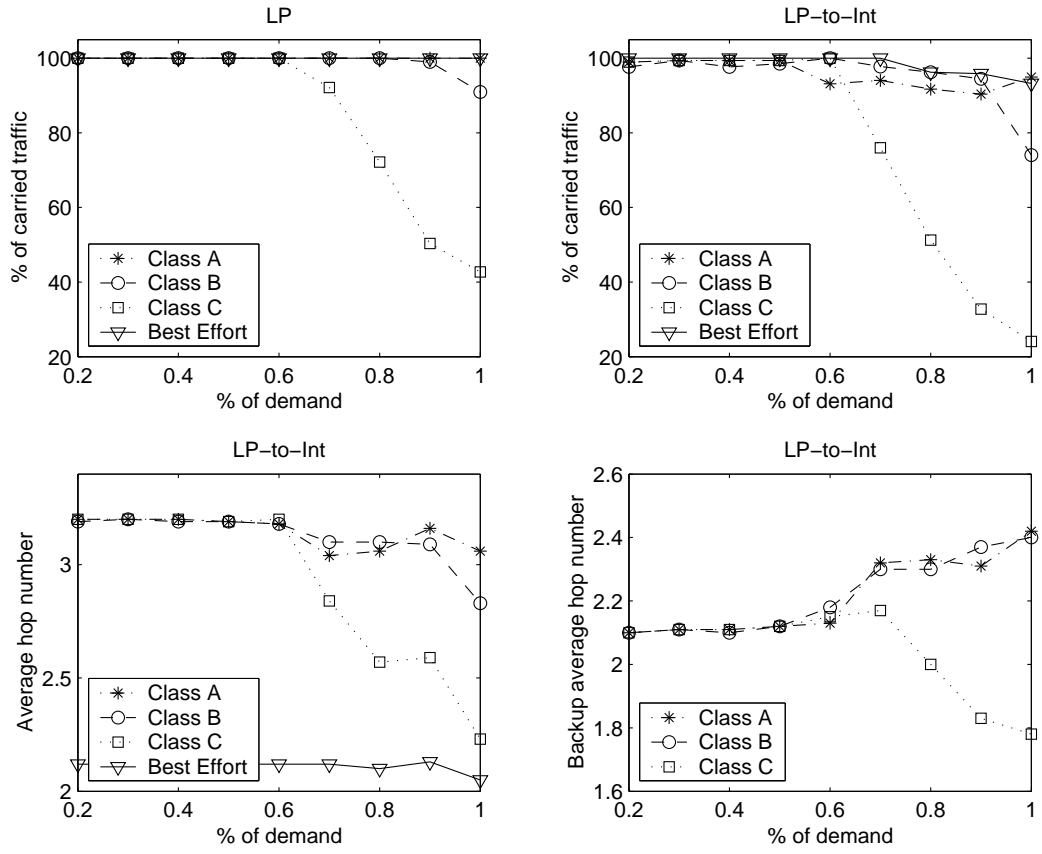 LP
% of carried traffic
100
80
60
40
20
Class A
Class B
Class C
Best Effort
0.2 0.4 0.6 0.8 1
% of demand
LP−to−Int
% of carried traffic
100
80
60
40
20
Class A
Class B
Class C
Best Effort
0.2 0.4 0.6 0.8 1
% of demand
LP−to−Int
Average hop number
3
2.5
2
Class A
Class B
Class C
Best Effort
0.2 0.4 0.6 0.8 1
% of demand
LP−to−Int
Backup average hop number
2.6
2.4
2.2
2
1.8
1.6
Class A
Class B
Class C
0.2 0.4 0.6 0.8 1
% of demand